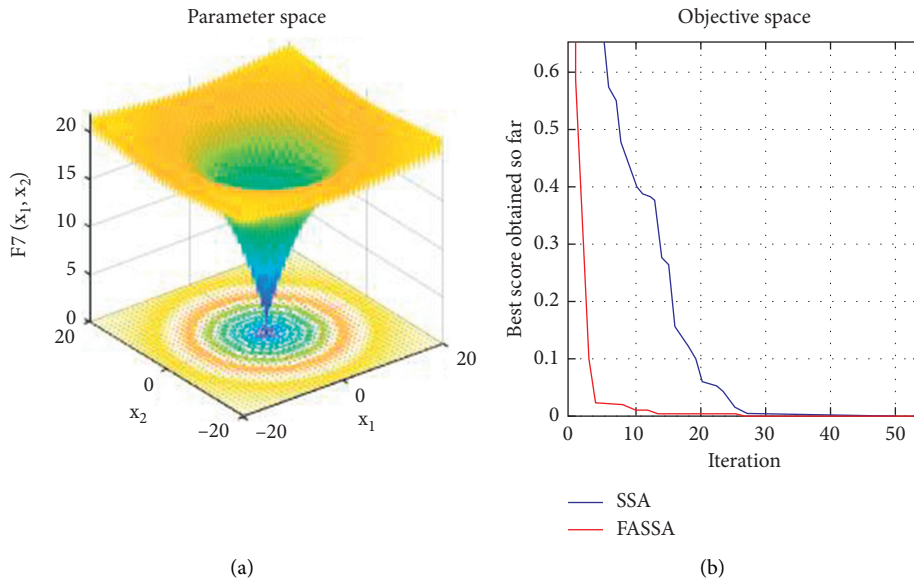 Parameter space
F7 (x1, x2)
20
15
10
5
0
20
0
x2
–20
–20
0
x1
20
(a)
Objective space
Best score obtained so far
0.6
0.5
0.4
0.3
0.2
0.1
0
0
10
20
30
40
50
Iteration
SSA
FASSA
(b)